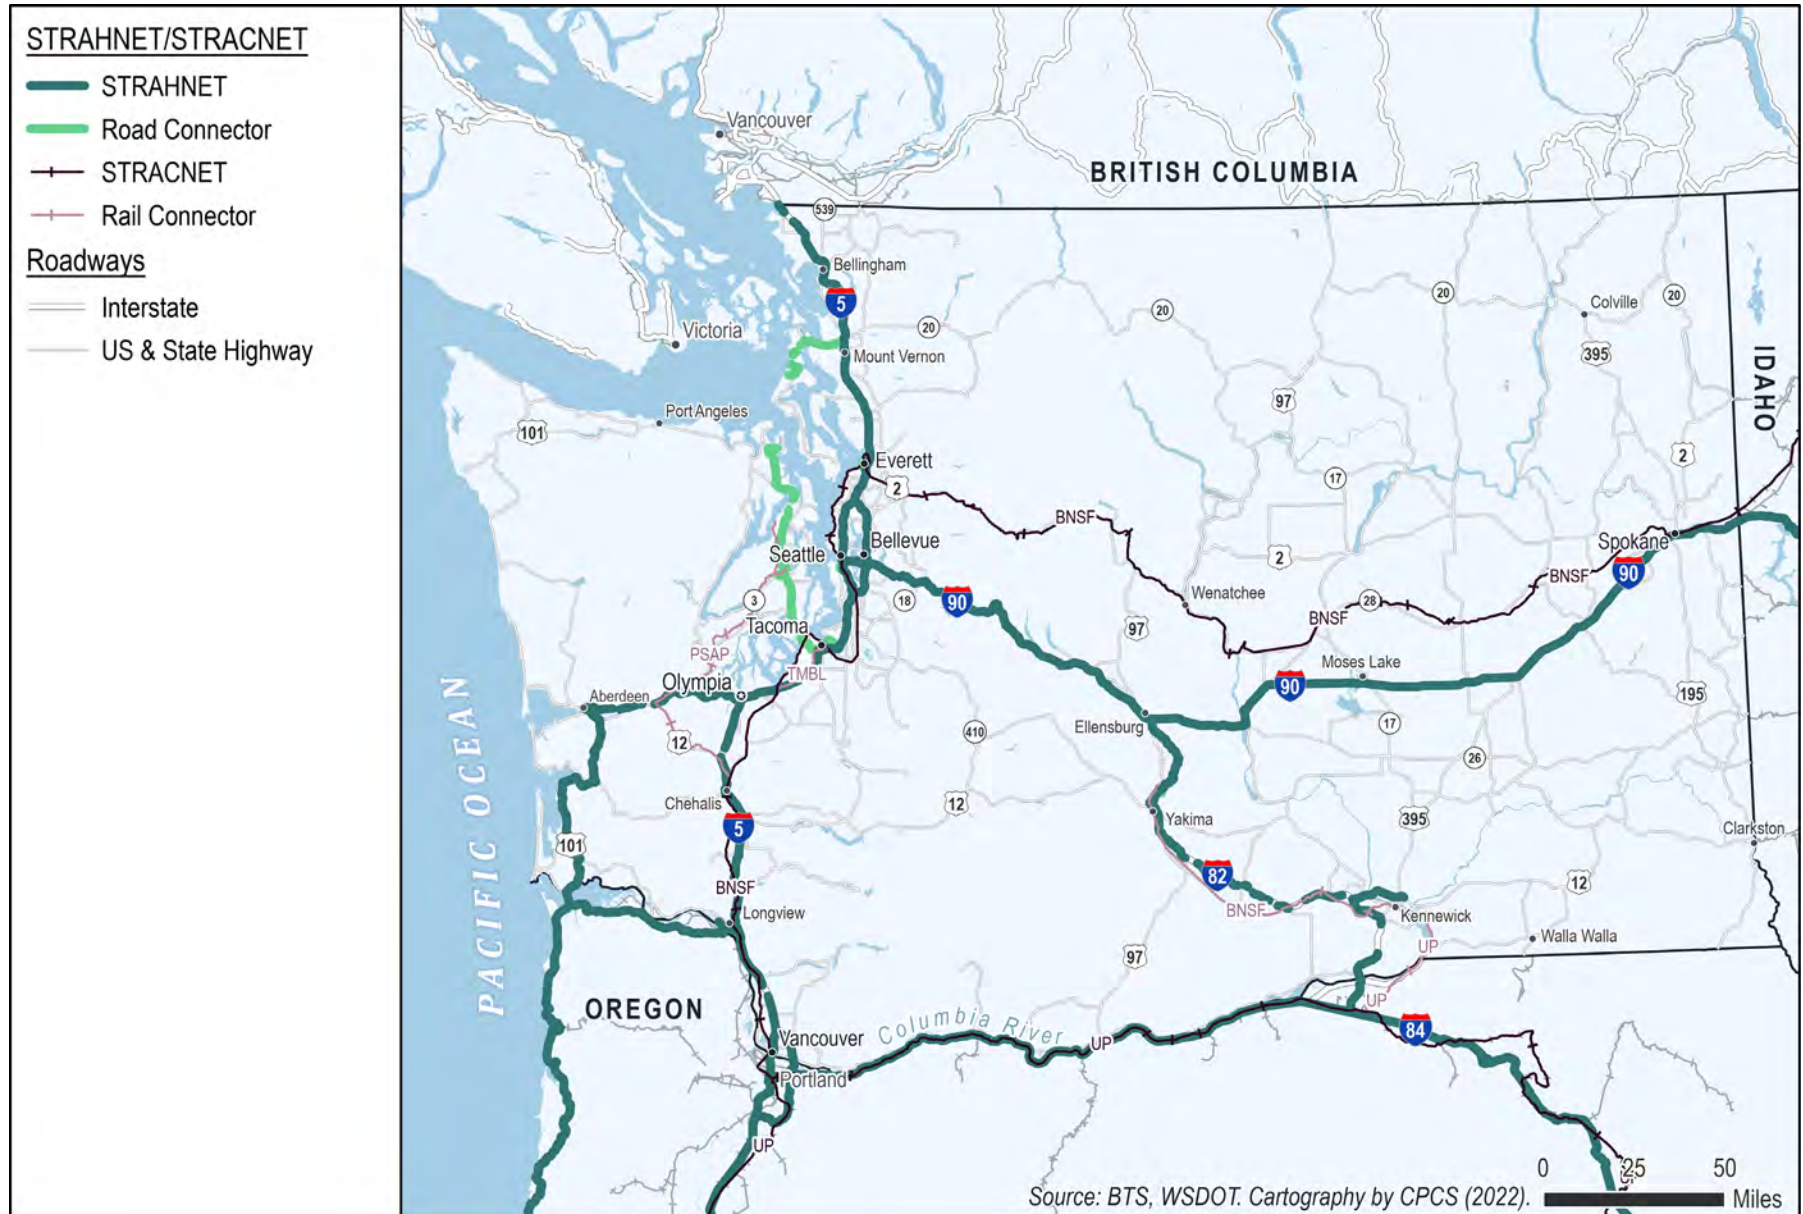 STRAHNET/STRACNET
STRAHNET
Road Connector
STRACNET
Rail Connector
Roadways
Interstate
US & State Highway
Vancouver
BRITISH COLUMBIA
539
Bellingham
5
20
20
20
20
Colville
Victoria
Mount Vernon
395
IDAHO
97
Port Angeles
101
Everett
2
2
17
BNSF
Seattle
Bellevue
2
Spokane
BNSF
90
3
18
90
Wenatchee
28
BNSF
Tacoma
97
PSAP
TMBL
Moses Lake
Olympia
90
195
Aberdeen
PACIFIC OCEAN
12
410
Ellensburg
17
26
Chehalis
12
5
Yakima
395
Clarkston
101
82
12
BNSF
Longview
BNSF
Kennewick
UP
Walla Walla
97
OREGON
UP
Columbia River
84
Vancouver
UP
Portland
UP
0 25 50
UP
Source: BTS, WSDOT. Cartography by CPCS (2022).
Miles